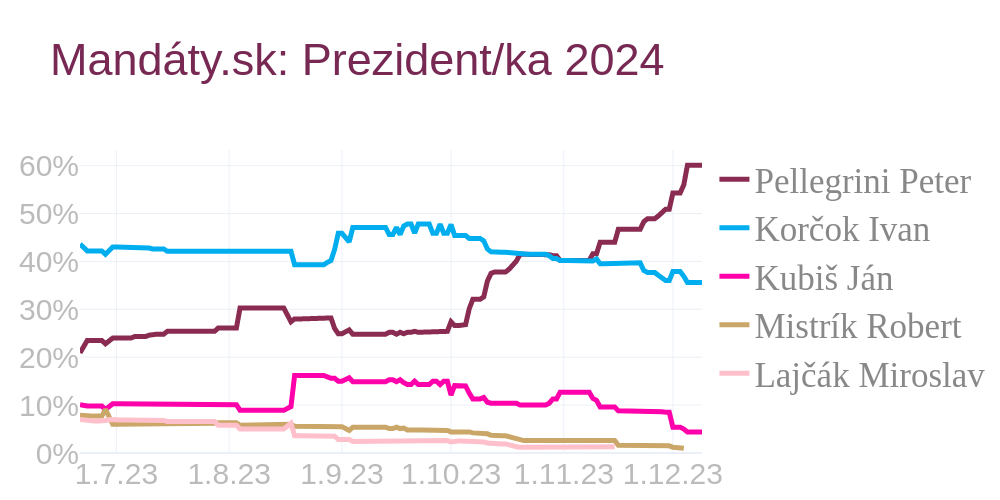 Mandáty.sk: Prezident/ka 2024
60%
50%
40%
30%
20%
10%
0%
1.7.23 1.8.23 1.9.23 1.10.23 1.11.23 1.12.23
Pellegrini Peter
Korčok Ivan
Kubiš Ján
Mistrík Robert
Lajčák Miroslav